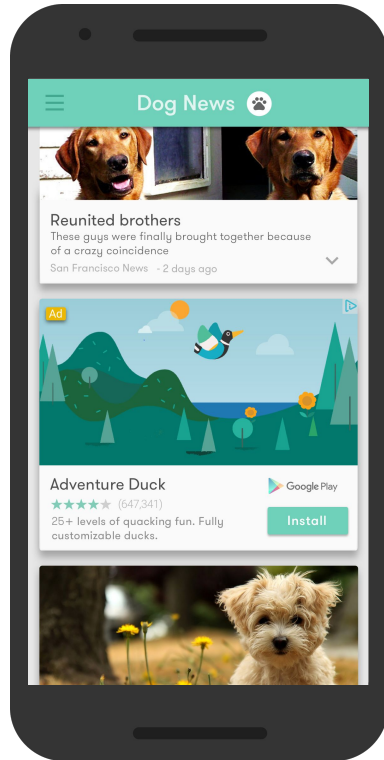 Dog News
Reunited brothers
These guys were finally brought together because
of a crazy coincidence
San Francisco News - 2 days ago
Ad
Adventure Duck
Google Play
(647,341)
25+ levels of quacking fun. Fully
customizable ducks.
Install